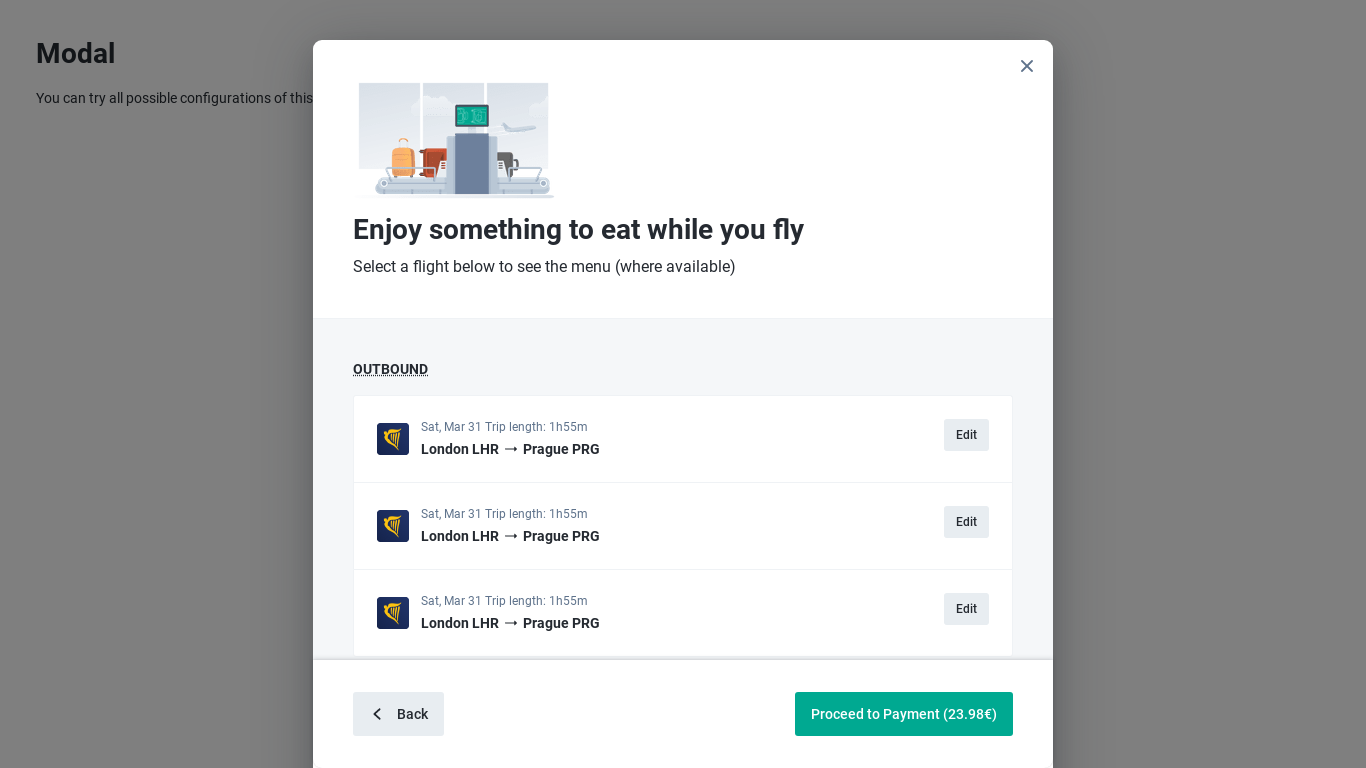 Modal
You can try all possible configurations of this
Enjoy something to eat while you fly
Select a flight below to see the menu (where available)
OUTBOUND
Sat, Mar 31 Trip length: 1h55m
London LHR → Prague PRG
Edit
Sat, Mar 31 Trip length: 1h55m
London LHR → Prague PRG
Edit
Sat, Mar 31 Trip length: 1h55m
London LHR → Prague PRG
Edit
Back
Proceed to Payment (23.98€)